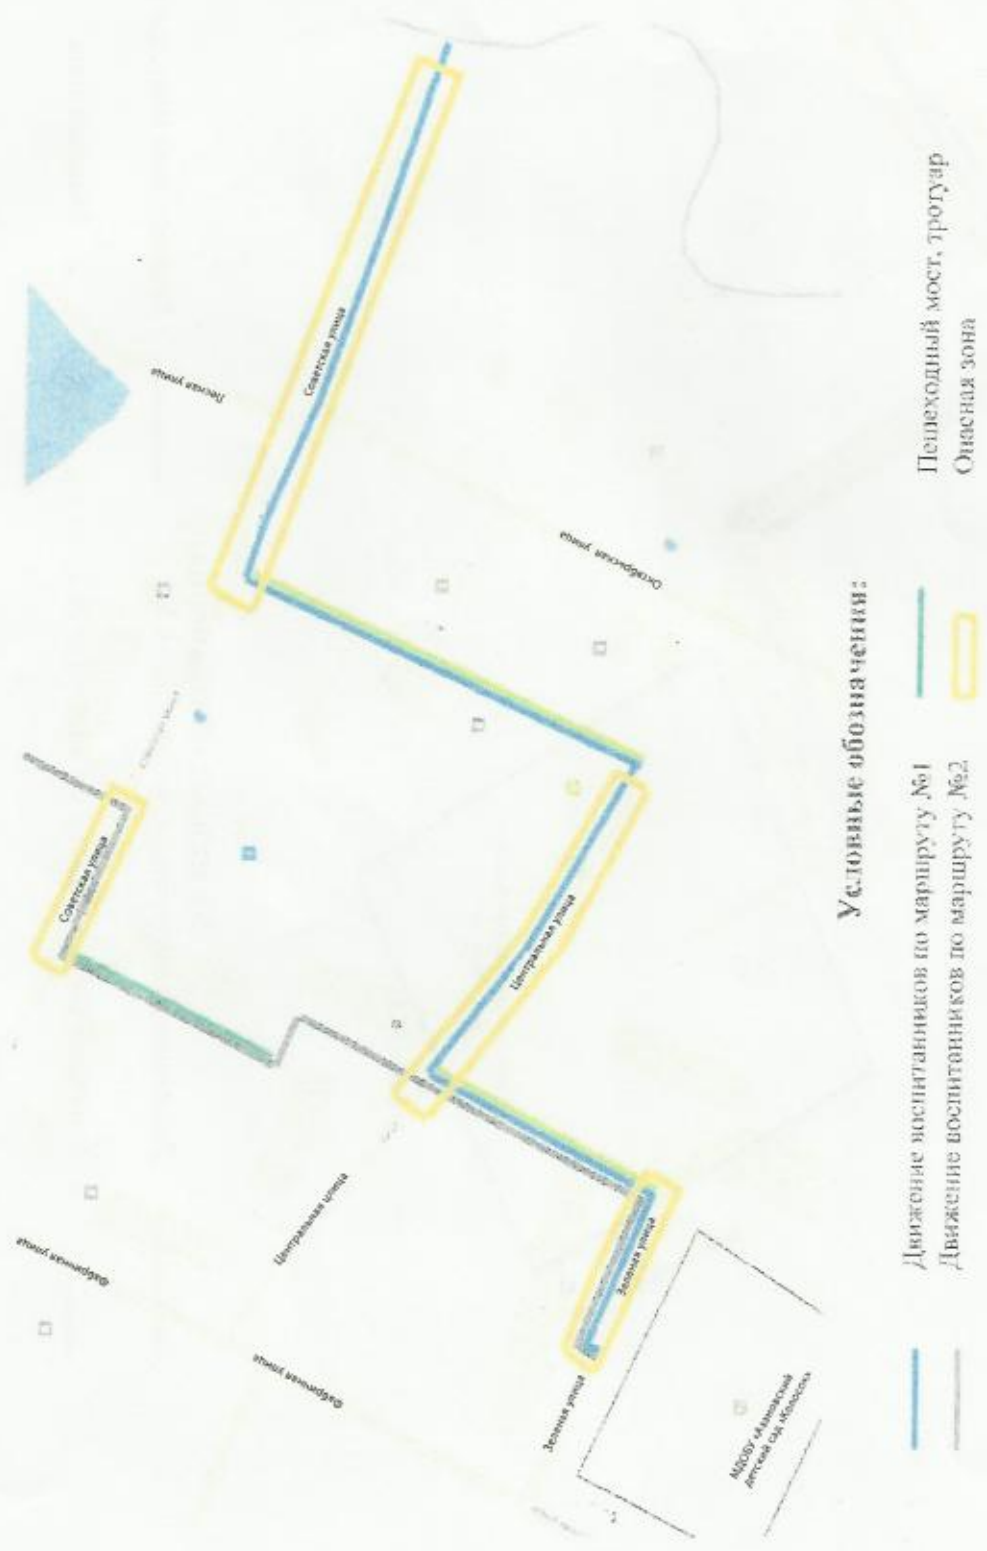 Лесная улица
Советская улица
Октябрьская улица
Советская улица
Центральная улица
Центральная улица
Фабричная улица
Фабричная улица
Зеленая улица
Зеленая улица
МДОБУ «Азановский
детский сад «Колосок»
Условные обозначения:
Движение воспитанников по маршруту №1
Движение воспитанников по маршруту №2
Пешеходный мост, тротуар
Опасная зона